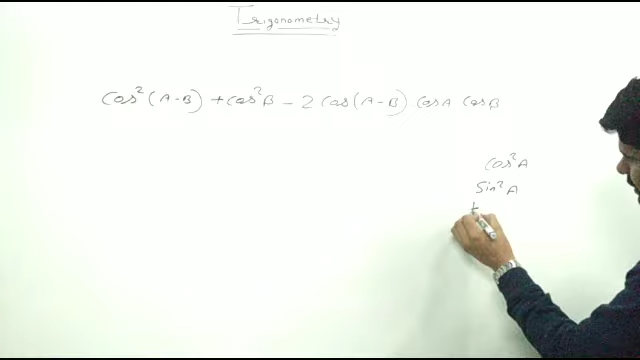 Trigonometry
Cos²(A-B) + Cos²B - 2 Cos(A-B) CosA CosB
Cos²A
Sin²A